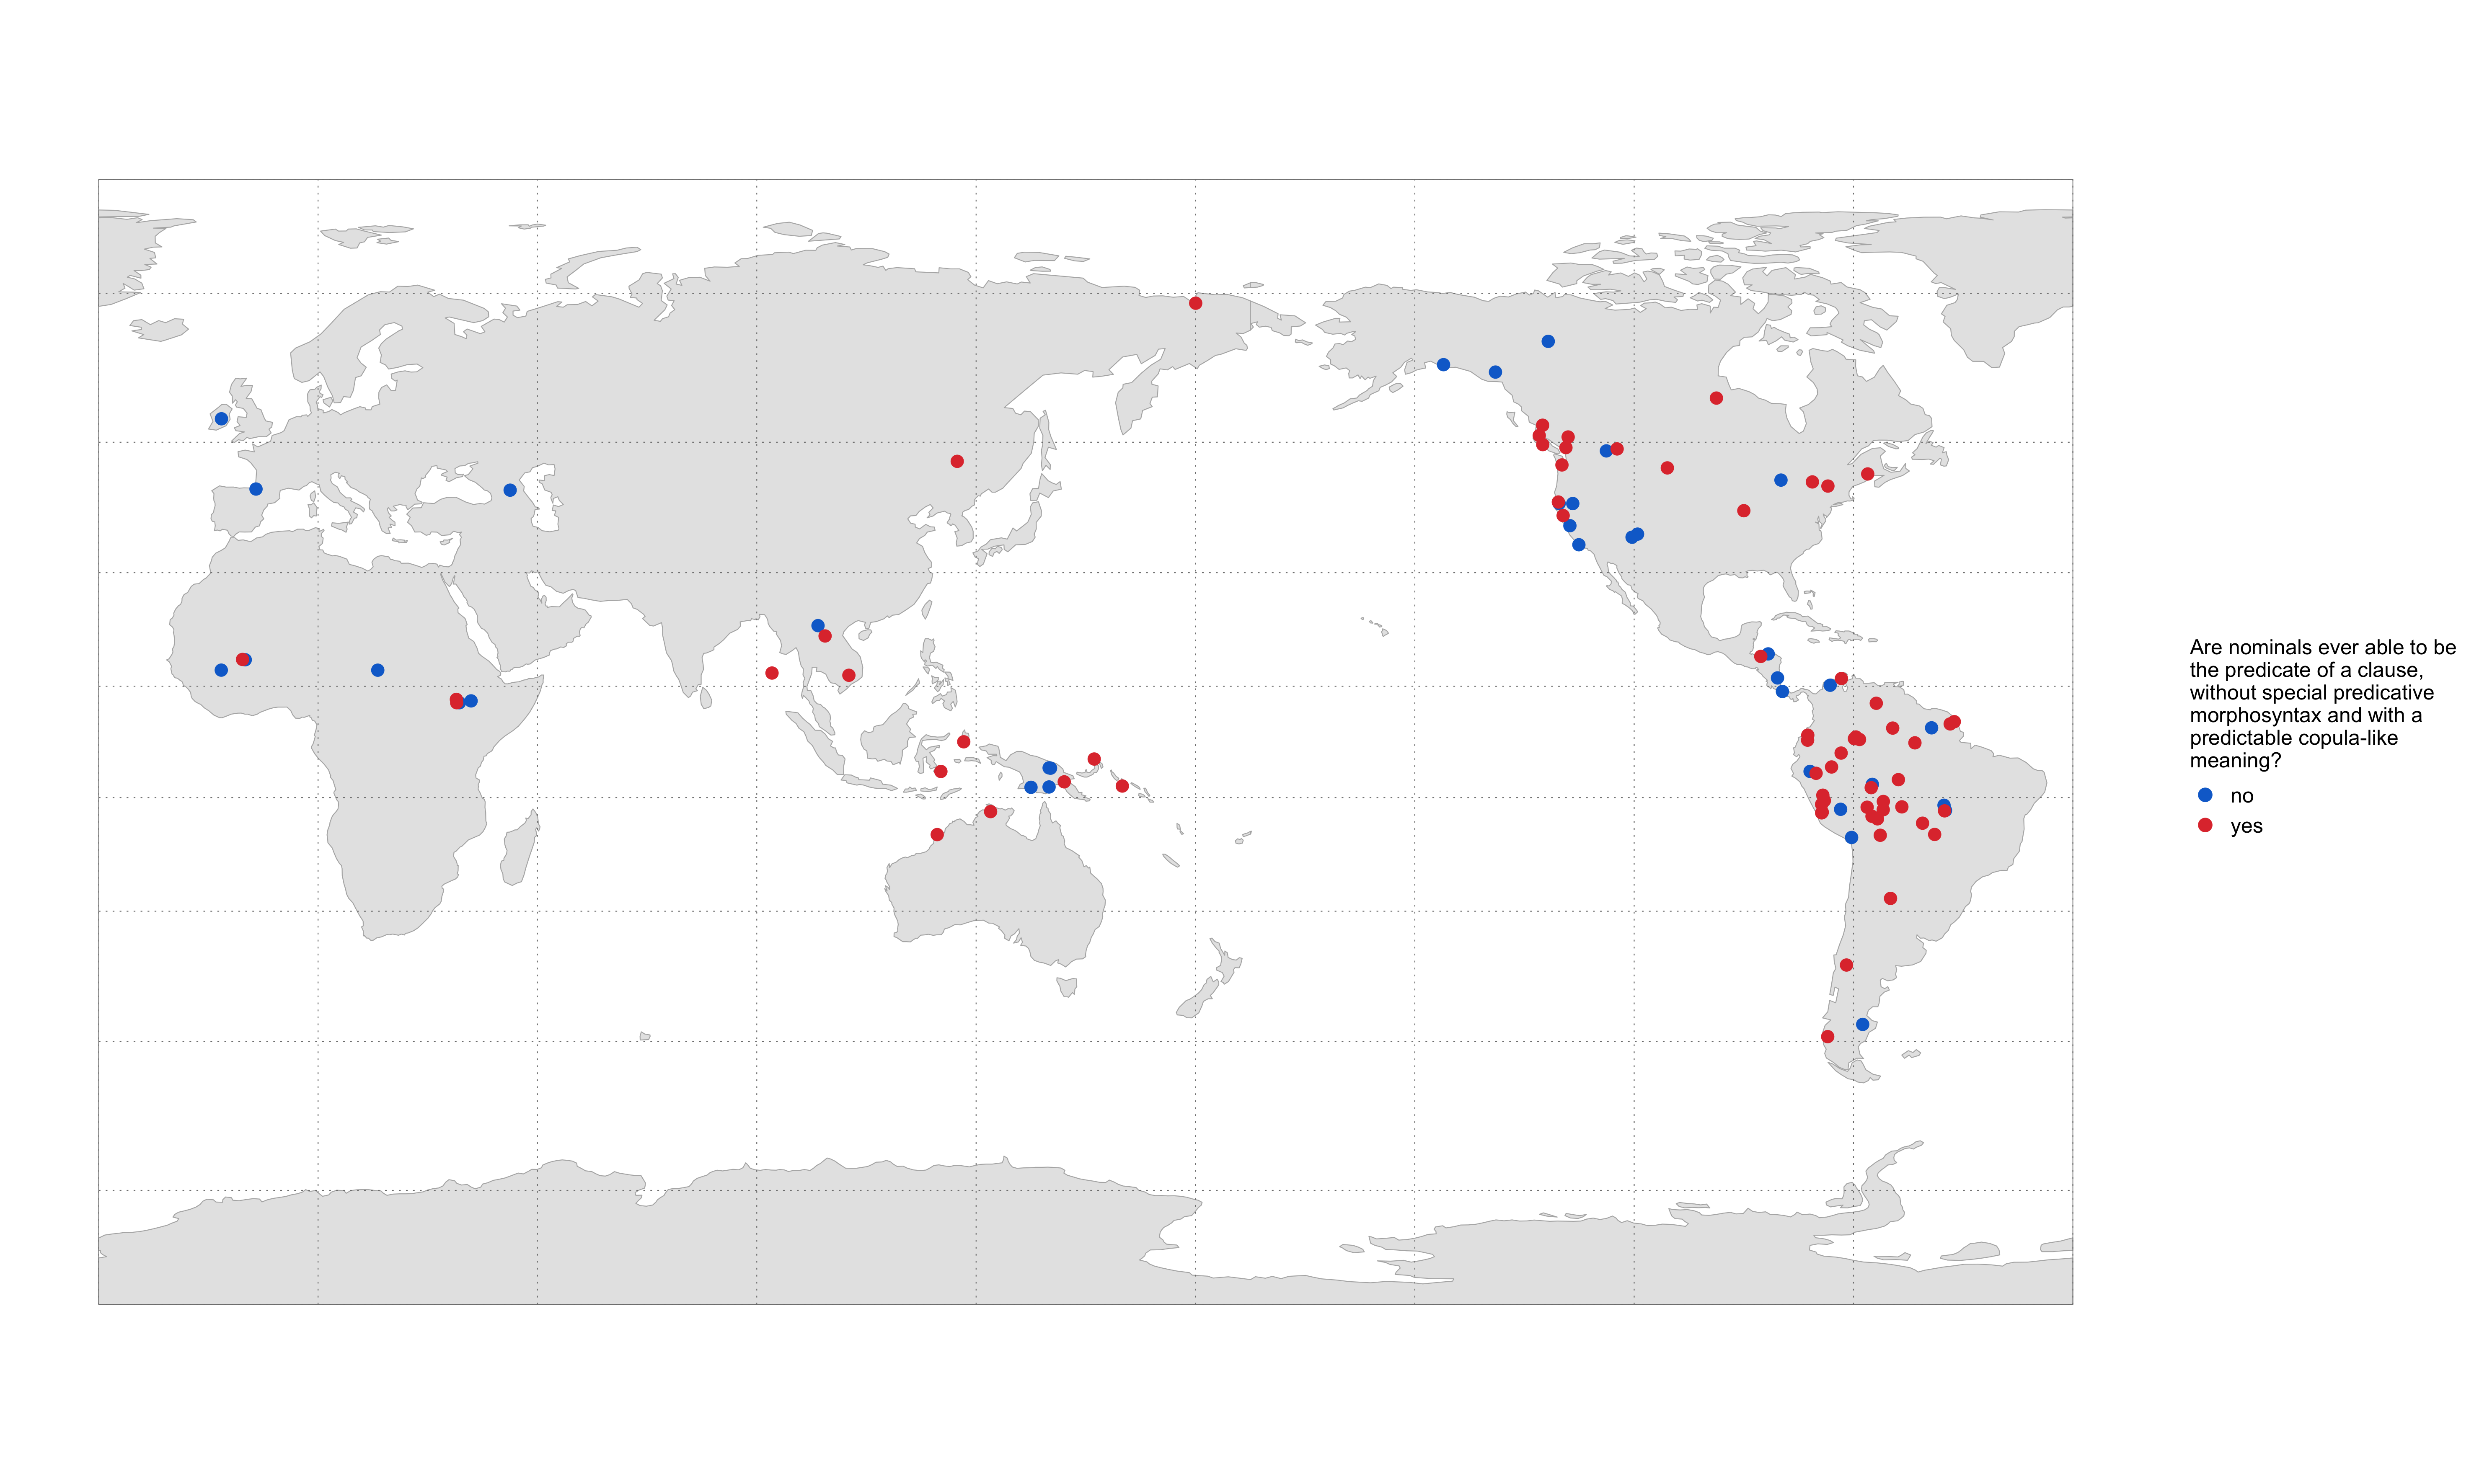 Are nominals ever able to be
the predicate of a clause,
without special predicative
morphosyntax and with a
predictable copula-like
meaning?
no
yes